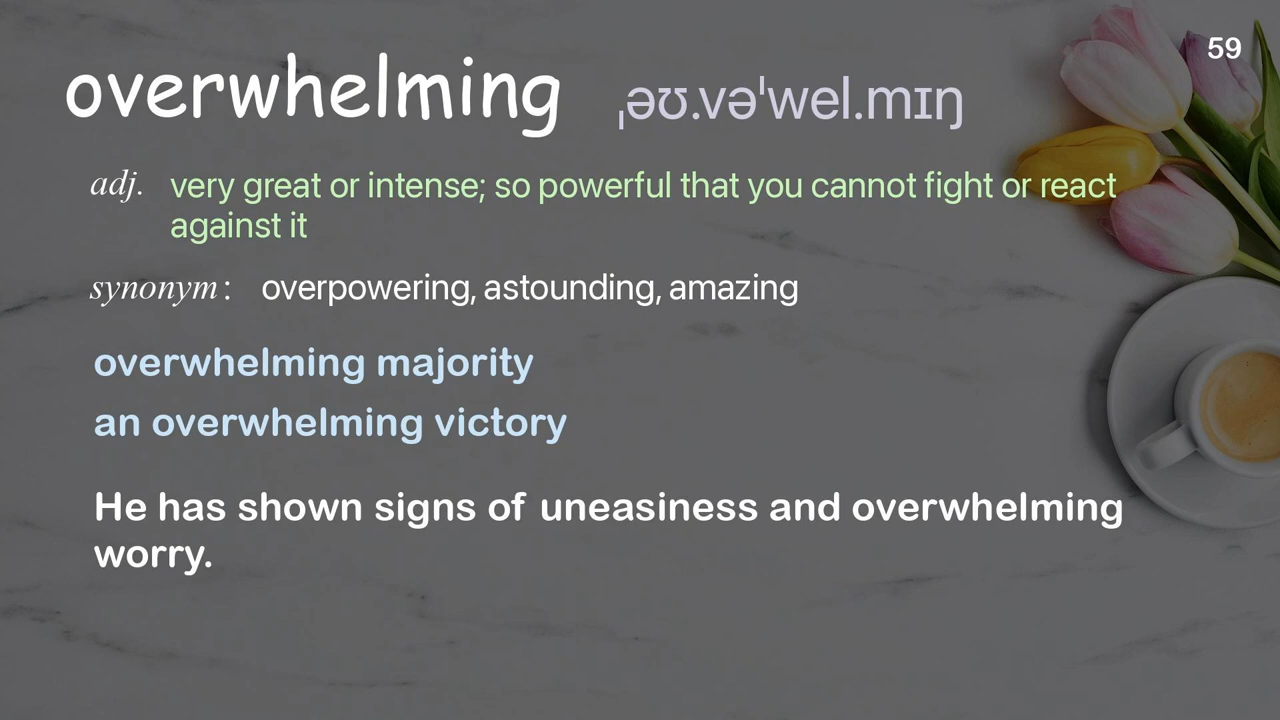 59
overwhelming ˌəʊ.vəˈwel.mɪŋ
adj. very great or intense; so powerful that you cannot fight or react
against it
synonym: overpowering, astounding, amazing
overwhelming majority
an overwhelming victory
He has shown signs of uneasiness and overwhelming
worry.